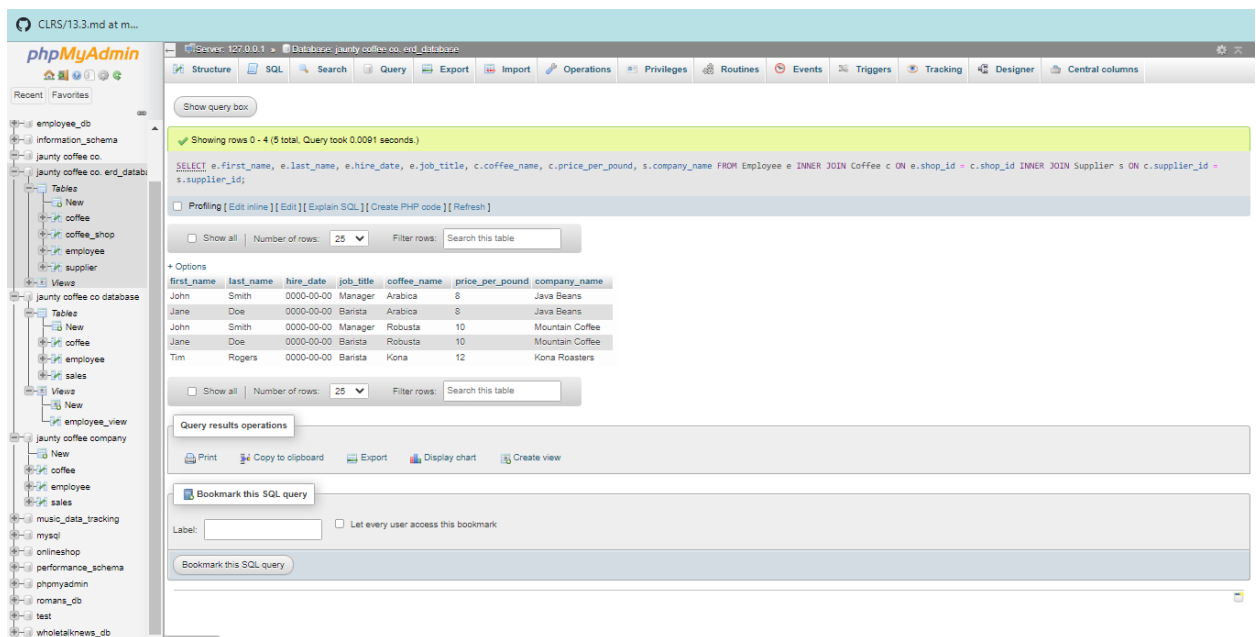 CLRS/13.3.md at m...
phpMyAdmin
Recent Favorites
employee_db
information_schema
jaunty coffee co.
jaunty coffee co. erd_databa
Tables
New
coffee
coffee_shop
employee
supplier
Views
jaunty coffee co database
Tables
New
coffee
employee
sales
Views
New
employee_view
jaunty coffee company
New
coffee
employee
sales
music_data_tracking
mysql
onlineshop
performance_schema
phpmyadmin
romans_db
test
wholetalknews_db
Server: 127.0.0.1 » Database: jaunty coffee co. erd_database
Structure SQL Search Query Export Import Operations Privileges Routines Events Triggers Tracking Designer Central columns
Show query box
Showing rows 0 - 4 (5 total, Query took 0.0091 seconds.)
SELECT e.first_name, e.last_name, e.hire_date, e.job_title, c.coffee_name, c.price_per_pound, s.company_name FROM Employee e INNER JOIN Coffee c ON e.shop_id = c.shop_id INNER JOIN Supplier s ON c.supplier_id =
s.supplier_id;
Profiling [ Edit inline ] [ Edit ] [ Explain SQL ] [ Create PHP code ] [ Refresh ]
Show all | Number of rows: 25 Filter rows: Search this table
+ Options
first_name last_name hire_date job_title coffee_name price_per_pound company_name
John Smith 0000-00-00 Manager Arabica 8 Java Beans
Jane Doe 0000-00-00 Barista Arabica 8 Java Beans
John Smith 0000-00-00 Manager Robusta 10 Mountain Coffee
Jane Doe 0000-00-00 Barista Robusta 10 Mountain Coffee
Tim Rogers 0000-00-00 Barista Kona 12 Kona Roasters
Show all | Number of rows: 25 Filter rows: Search this table
Query results operations
Print Copy to clipboard Export Display chart Create view
Bookmark this SQL query
Label: Let every user access this bookmark
Bookmark this SQL query